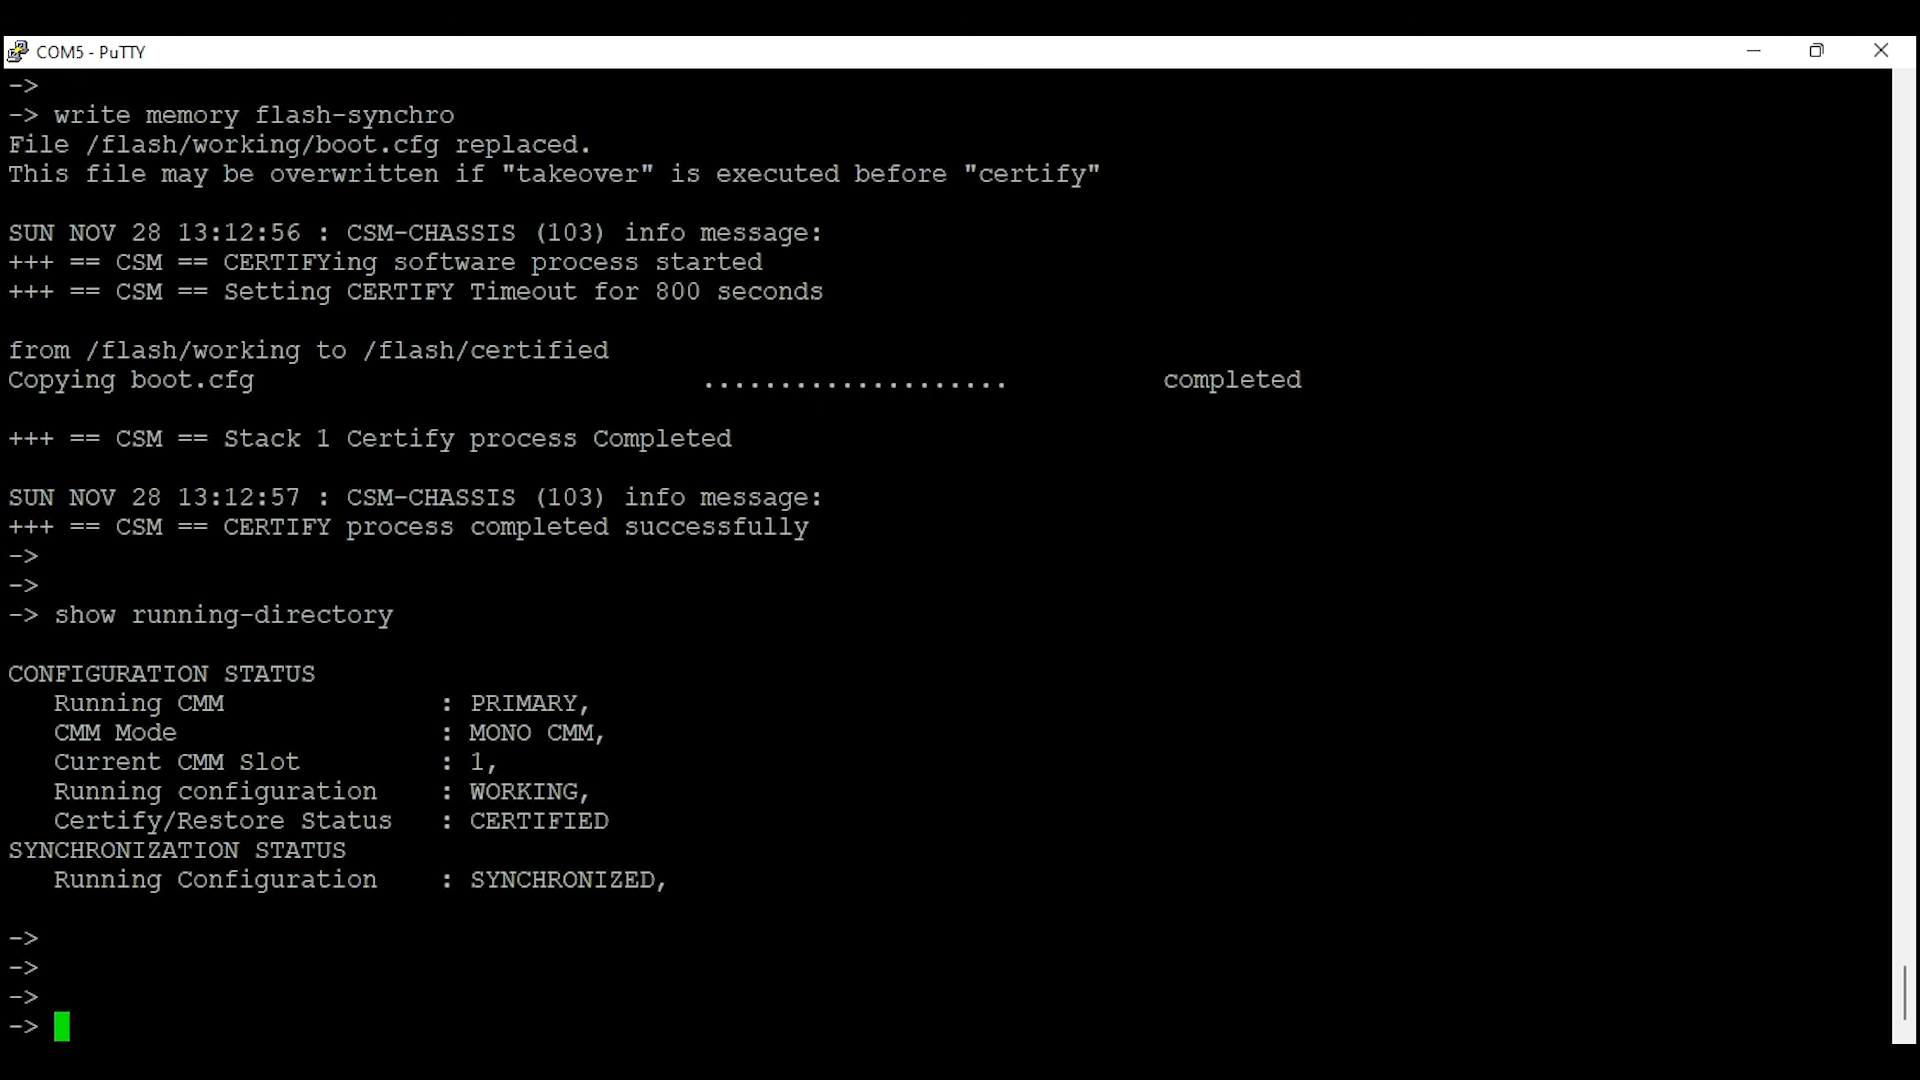 COM5 - PuTTY
->
-> write memory flash-synchro
File /flash/working/boot.cfg replaced.
This file may be overwritten if "takeover" is executed before "certify"
SUN NOV 28 13:12:56 : CSM-CHASSIS (103) info message:
+++ == CSM == CERTIFYing software process started
+++ == CSM == Setting CERTIFY Timeout for 800 seconds
from /flash/working to /flash/certified
Copying boot.cfg .................... completed
+++ == CSM == Stack 1 Certify process Completed
SUN NOV 28 13:12:57 : CSM-CHASSIS (103) info message:
+++ == CSM == CERTIFY process completed successfully
->
->
-> show running-directory
CONFIGURATION STATUS
Running CMM : PRIMARY,
CMM Mode : MONO CMM,
Current CMM Slot : 1,
Running configuration : WORKING,
Certify/Restore Status : CERTIFIED
SYNCHRONIZATION STATUS
Running Configuration : SYNCHRONIZED,
->
->
->
->